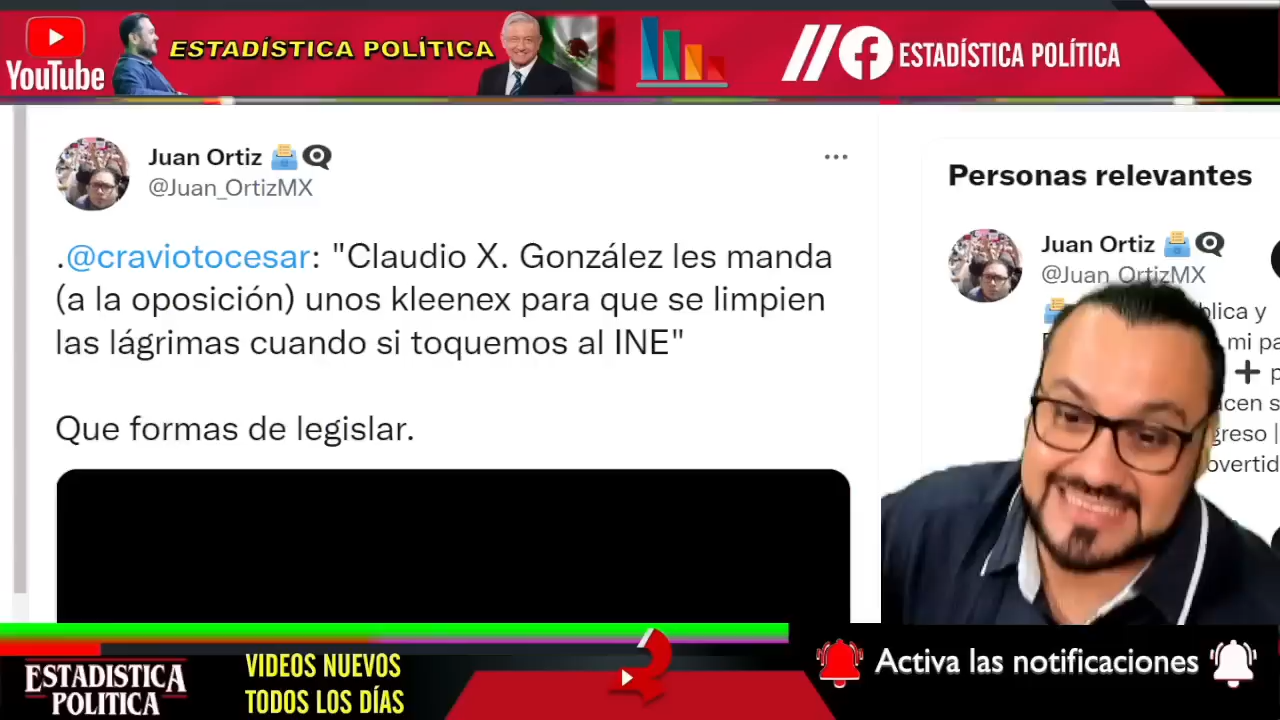 YouTube
ESTADÍSTICA POLÍTICA
ESTADÍSTICA POLÍTICA
Juan Ortiz
@Juan_OrtizMX
.@craviotocesar: "Claudio X. González les manda
(a la oposición) unos kleenex para que se limpien
las lágrimas cuando si toquemos al INE"
Que formas de legislar.
Personas relevantes
Juan Ortiz
@Juan_OrtizMX
y
mi
ESTADISTICA
POLÍTICA
VIDEOS NUEVOS
TODOS LOS DÍAS
Activa las notificaciones